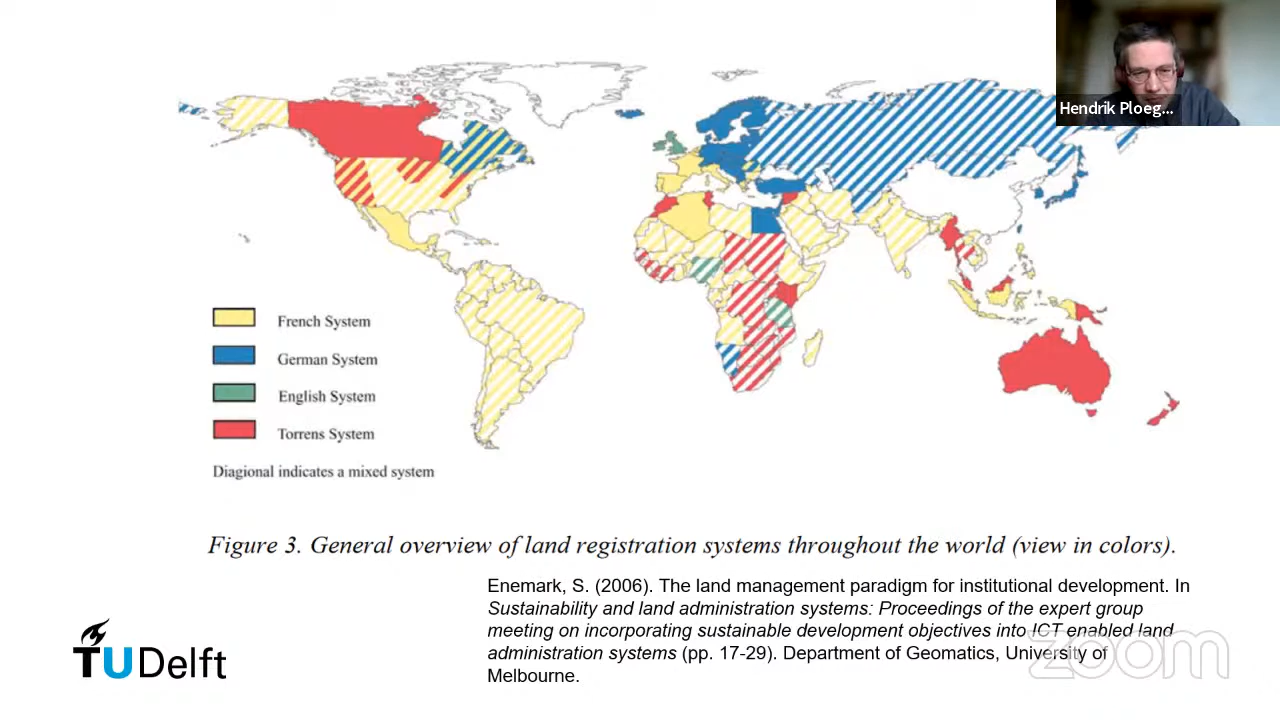 Hendrik Ploeg...
French System
German System
English System
Torrens System
Diagional indicates a mixed system
Figure 3. General overview of land registration systems throughout the world (view in colors).
Enemark, S. (2006). The land management paradigm for institutional development. In
Sustainability and land administration systems: Proceedings of the expert group
meeting on incorporating sustainable development objectives into ICT enabled land
administration systems (pp. 17-29). Department of Geomatics, University of
Melbourne.
TU Delft
zoom